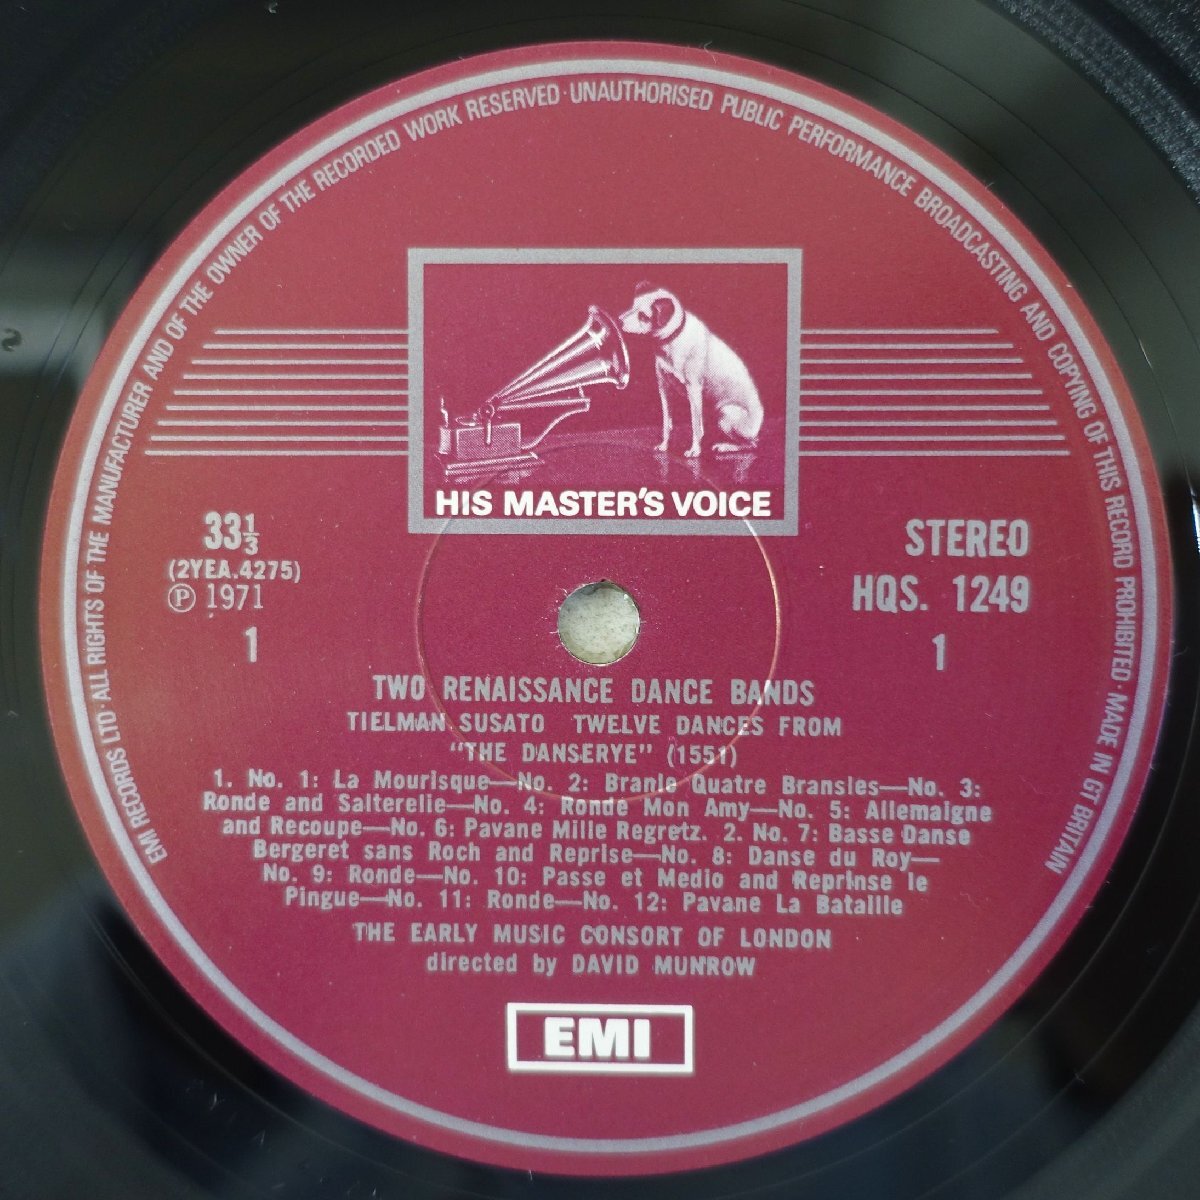 EMI RECORDS LTD · ALL RIGHTS OF THE MANUFACTURER AND OF THE OWNER OF THE RECORDED WORK RESERVED · UNAUTHORISED PUBLIC PERFORMANCE BROADCASTING AND COPYING OF THIS RECORD PROHIBITED · MADE IN GT BRITAIN
HIS MASTER'S VOICE
33⅓
(2YEA.4275)
℗ 1971
1
STEREO
HQS. 1249
1
TWO RENAISSANCE DANCE BANDS
TIELMAN SUSATO TWELVE DANCES FROM
"THE DANSERYE" (1551)
1. No. 1: La Mourisque—No. 2: Branle Quatre Bransles—No. 3:
Ronde and Salterelle—No. 4: Ronde Mon Amy—No. 5: Allemaigne
and Recoupe—No. 6: Pavane Mille Regretz. 2. No. 7: Basse Danse
Bergeret sans Roch and Reprise—No. 8: Danse du Roy—
No. 9: Ronde—No. 10: Passe et Medio and Reprinse le
Pingue—No. 11: Ronde—No. 12: Pavane La Bataille
THE EARLY MUSIC CONSORT OF LONDON
directed by DAVID MUNROW
EMI